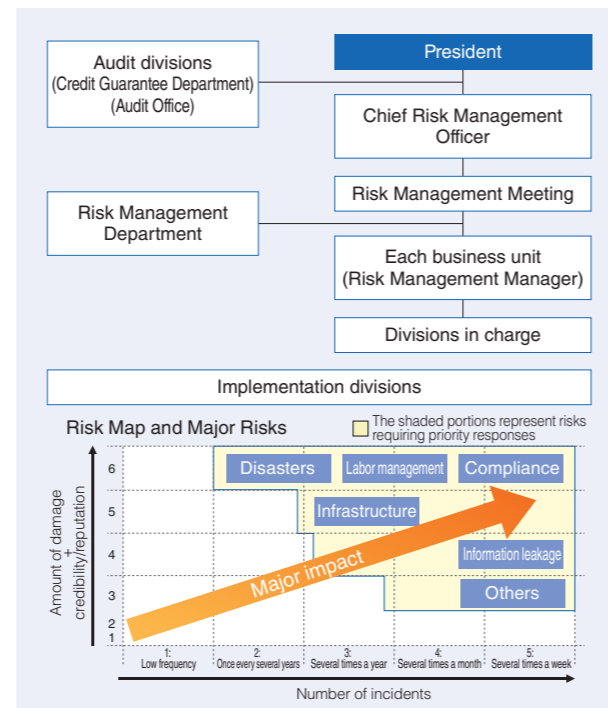 President
Audit divisions
(Credit Guarantee Department)
(Audit Office)
Chief Risk Management
Officer
Risk Management Meeting
Risk Management
Department
Each business unit
(Risk Management Manager)
Divisions in charge
Implementation divisions
Risk Map and Major Risks
The shaded portions represent risks
requiring priority responses
Amount of damage
+
credibility/reputation
6
5
4
3
2
1
Disasters
Labor management
Compliance
Infrastructure
Information leakage
Others
Major impact
1:
Low frequency
2:
Once every several years
3:
Several times a year
4:
Several times a month
5:
Several times a week
Number of incidents